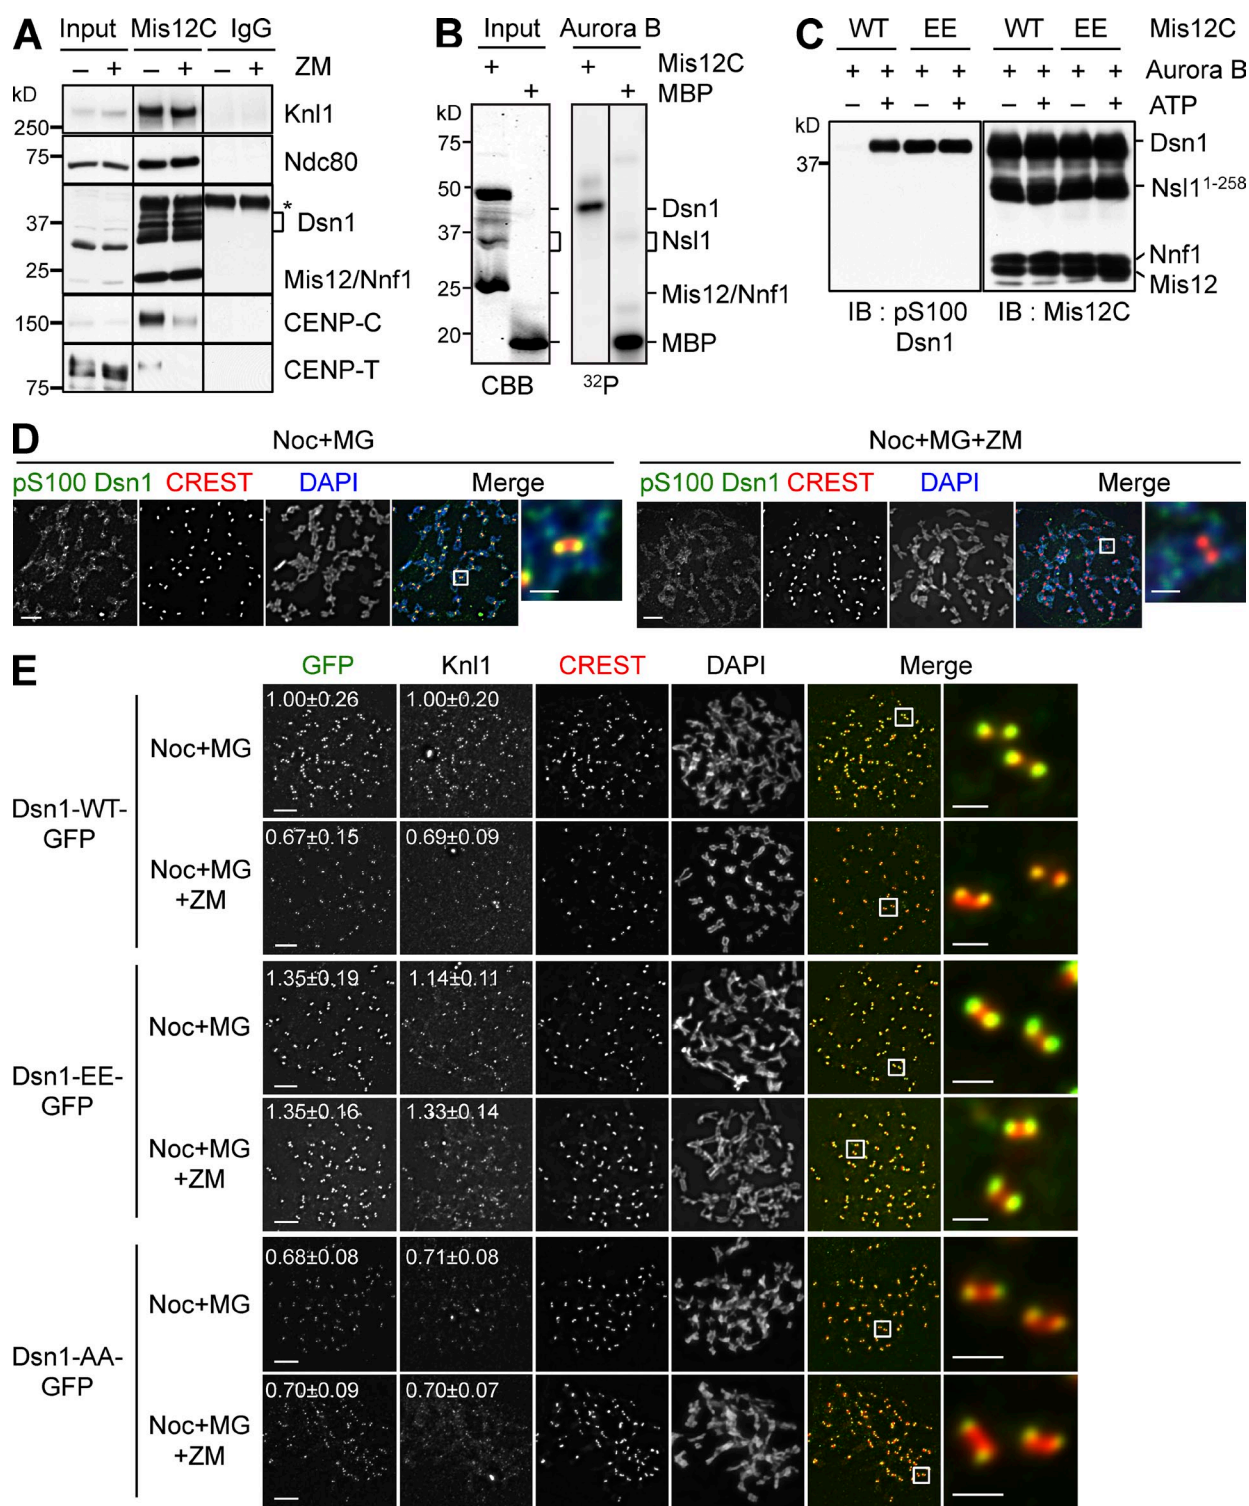 A
Input Mis12C IgG
– + – + – + ZM
kD
250
75
37
25
150
75
Knl1
Ndc80
*
Dsn1
Mis12/Nnf1
CENP-C
CENP-T
B
Input Aurora B
+ + Mis12C
+ + MBP
kD
75
50
37
25
20
Dsn1
Nsl1
Mis12/Nnf1
MBP
CBB 32P
C
WT EE WT EE Mis12C
+ + + + + + + + Aurora B
– + – + – + – + ATP
kD
37
Dsn1
Nsl1 1-258
Nnf1
Mis12
IB : pS100 Dsn1
IB : Mis12C
D
Noc+MG Noc+MG+ZM
pS100 Dsn1 CREST DAPI Merge pS100 Dsn1 CREST DAPI Merge
E
GFP Knl1 CREST DAPI Merge
Dsn1-WT-
GFP
Noc+MG
1.00±0.26 1.00±0.20
Noc+MG
+ZM
0.67±0.15 0.69±0.09
Dsn1-EE-
GFP
Noc+MG
1.35±0.19 1.14±0.11
Noc+MG
+ZM
1.35±0.16 1.33±0.14
Dsn1-AA-
GFP
Noc+MG
0.68±0.08 0.71±0.08
Noc+MG
+ZM
0.70±0.09 0.70±0.07